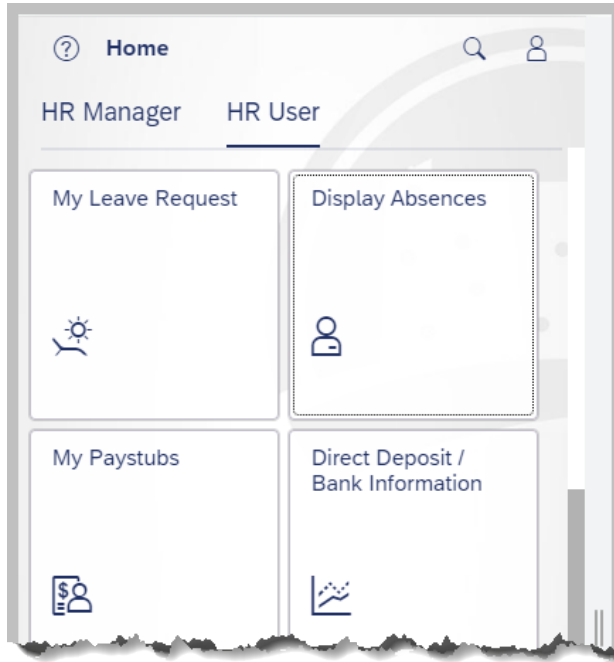 Home
HR Manager HR User
My Leave Request
Display Absences
My Paystubs
Direct Deposit /
Bank Information